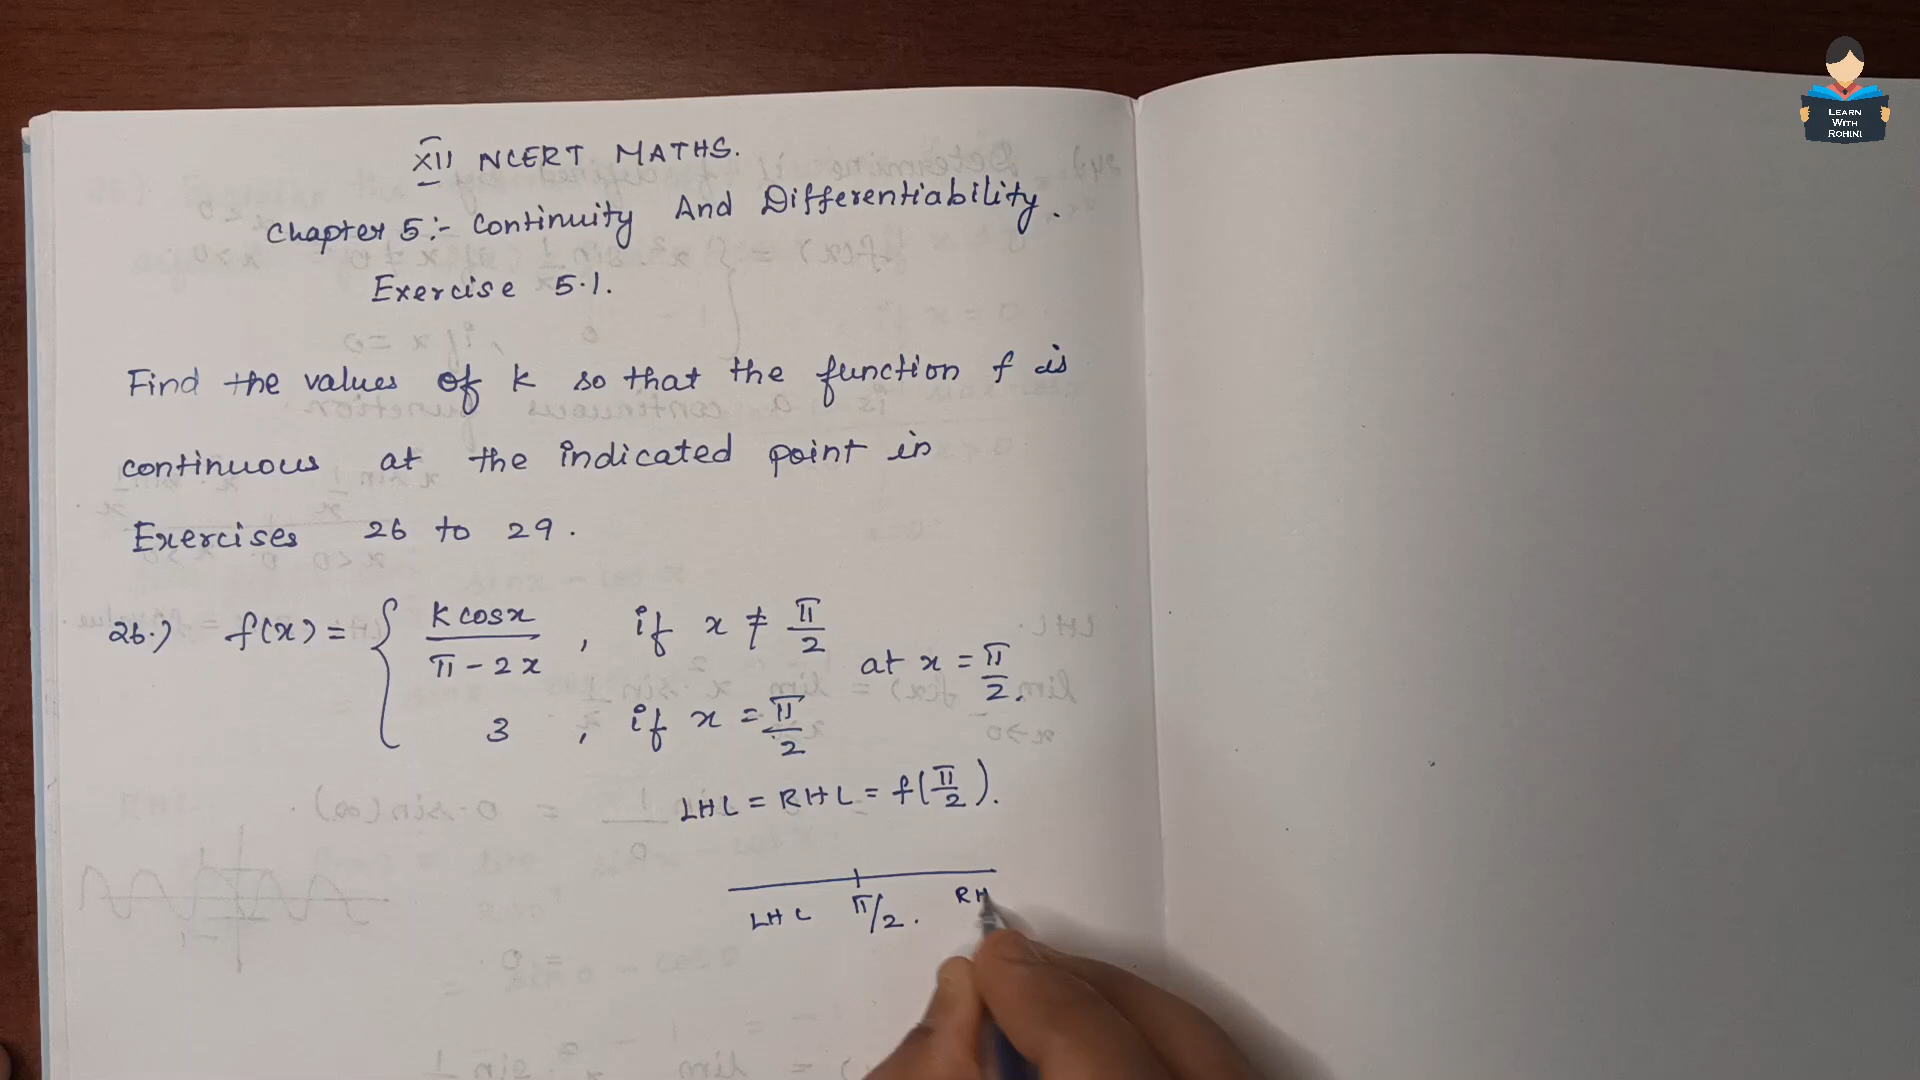 XII NCERT MATHS.
Chapter 5:- Continuity And Differentiability.
Exercise 5.1.
Find the values of k so that the function f is
continuous at the indicated point in
Exercises 26 to 29.
26.) f(x) = { k cosx / π - 2x , if x ≠ π/2
3 , if x = π/2
at x = π/2.
LHL = RHL = f(π/2).
LHL π/2. RH
LEARN
WITH
ROHINI